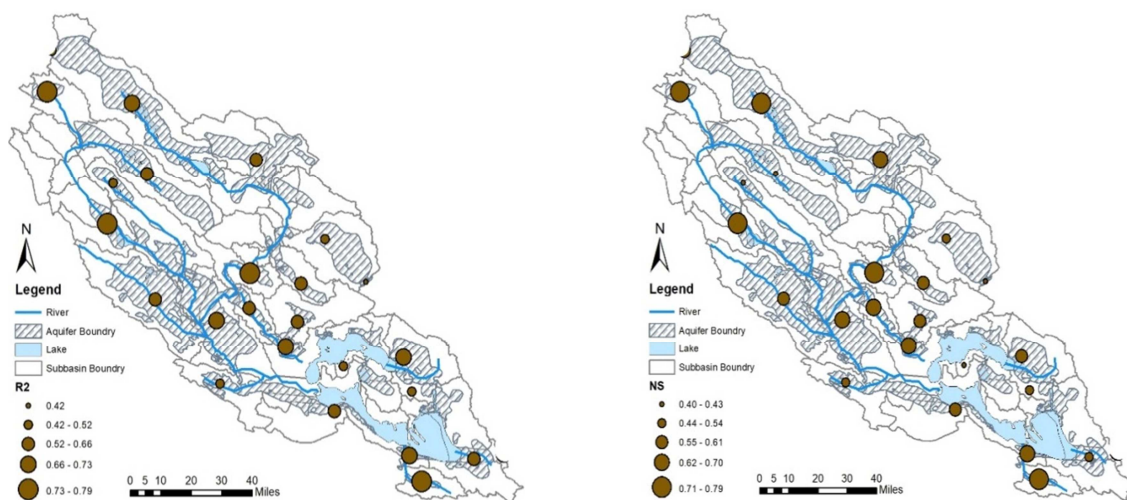 N
Legend
River
Aquifer Boundry
Lake
Subbasin Boundry
R2
0.42
0.42 - 0.52
0.52 - 0.66
0.66 - 0.73
0.73 - 0.79
0 5 10 20 30 40
Miles
N
Legend
River
Aquifer Boundry
Lake
Subbasin Boundry
NS
0.40 - 0.43
0.44 - 0.54
0.55 - 0.61
0.62 - 0.70
0.71 - 0.79
0 5 10 20 30 40
Miles